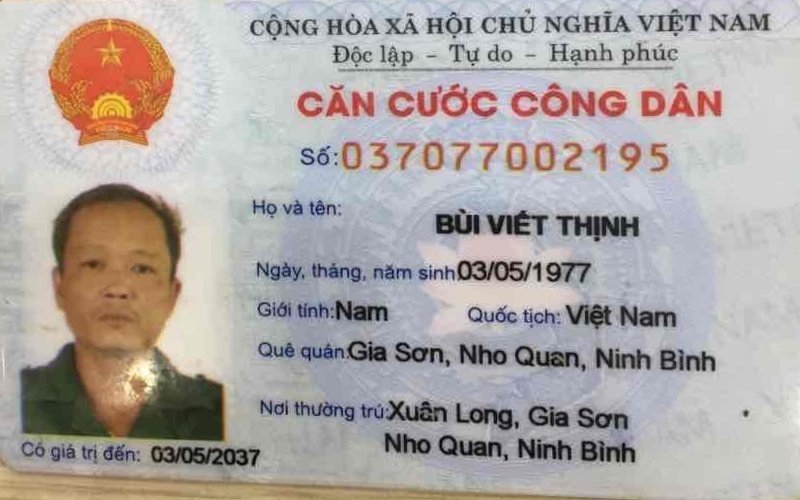 CỘNG HÒA XÃ HỘI CHỦ NGHĨA VIỆT NAM
Độc lập – Tự do – Hạnh phúc
CĂN CƯỚC CÔNG DÂN
Số: 037077002195
Họ và tên:
BÙI VIẾT THỊNH
Ngày, tháng, năm sinh: 03/05/1977
Giới tính: Nam Quốc tịch: Việt Nam
Quê quán: Gia Sơn, Nho Quan, Ninh Bình
Nơi thường trú: Xuân Long, Gia Sơn
Nho Quan, Ninh Bình
Có giá trị đến: 03/05/2037